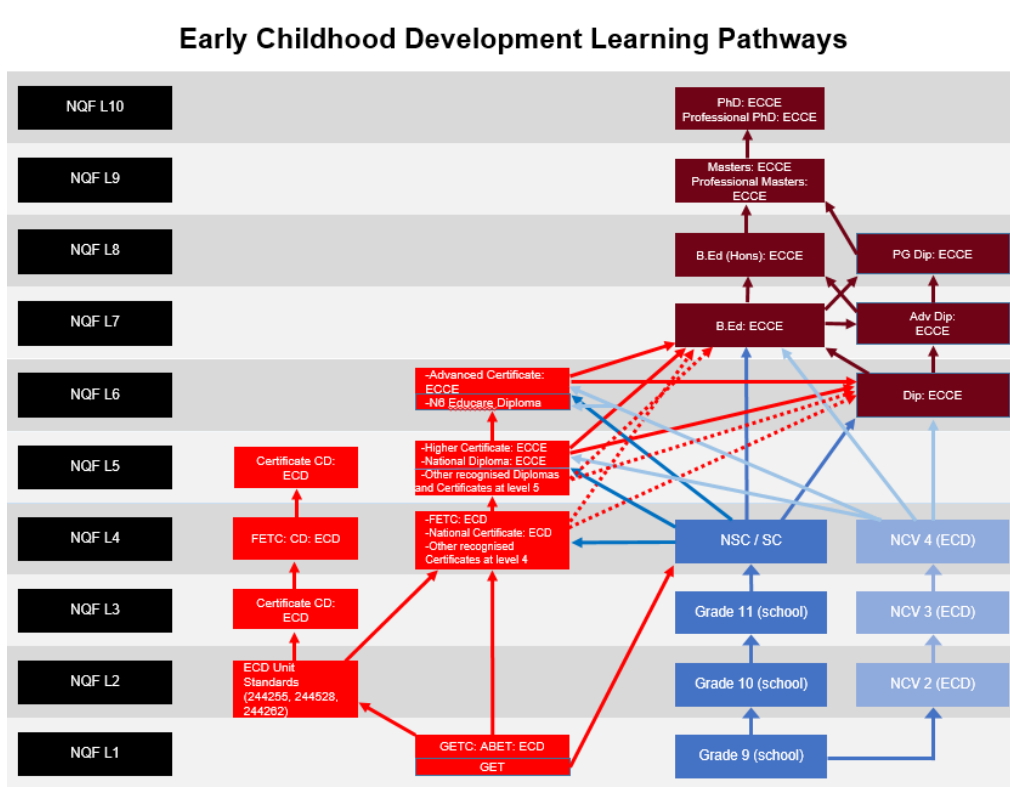 Early Childhood Development Learning Pathways
NQF L10
PhD: ECCE
Professional PhD: ECCE
NQF L9
Masters: ECCE
Professional Masters:
ECCE
NQF L8
B.Ed (Hons): ECCE
PG Dip: ECCE
NQF L7
B.Ed: ECCE
Adv Dip:
ECCE
NQF L6
-Advanced Certificate:
ECCE
-N6 Educare Diploma
Dip: ECCE
NQF L5
Certificate CD:
ECD
-Higher Certificate: ECCE
-National Diploma: ECCE
-Other recognised Diplomas
and Certificates at level 5
NQF L4
FETC: CD: ECD
-FETC: ECD
-National Certificate: ECD
-Other recognised
Certificates at level 4
NSC / SC
NCV 4 (ECD)
NQF L3
Certificate CD:
ECD
Grade 11 (school)
NCV 3 (ECD)
NQF L2
ECD Unit
Standards
(244255, 244528,
244262)
Grade 10 (school)
NCV 2 (ECD)
NQF L1
GETC: ABET: ECD
GET
Grade 9 (school)